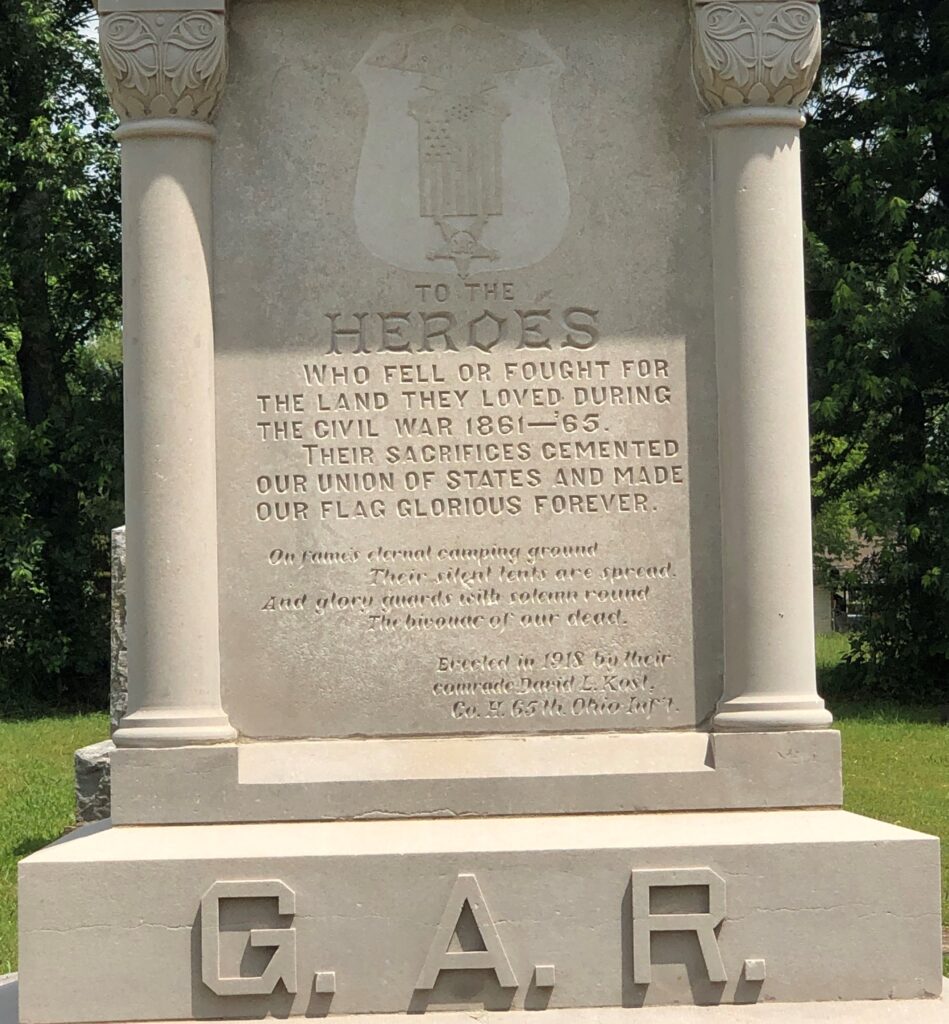 TO THE
HEROES
WHO FELL OR FOUGHT FOR
THE LAND THEY LOVED DURING
THE CIVIL WAR 1861—'65.
THEIR SACRIFICES CEMENTED
OUR UNION OF STATES AND MADE
OUR FLAG GLORIOUS FOREVER.
On fame's eternal camping ground
Their silent tents are spread.
And glory guards with solemn round
The bivouac of our dead.
Erected in 1918 by their
comrade David L. Kost,
Co. H. 65th. Ohio Inf't.
G. A. R.